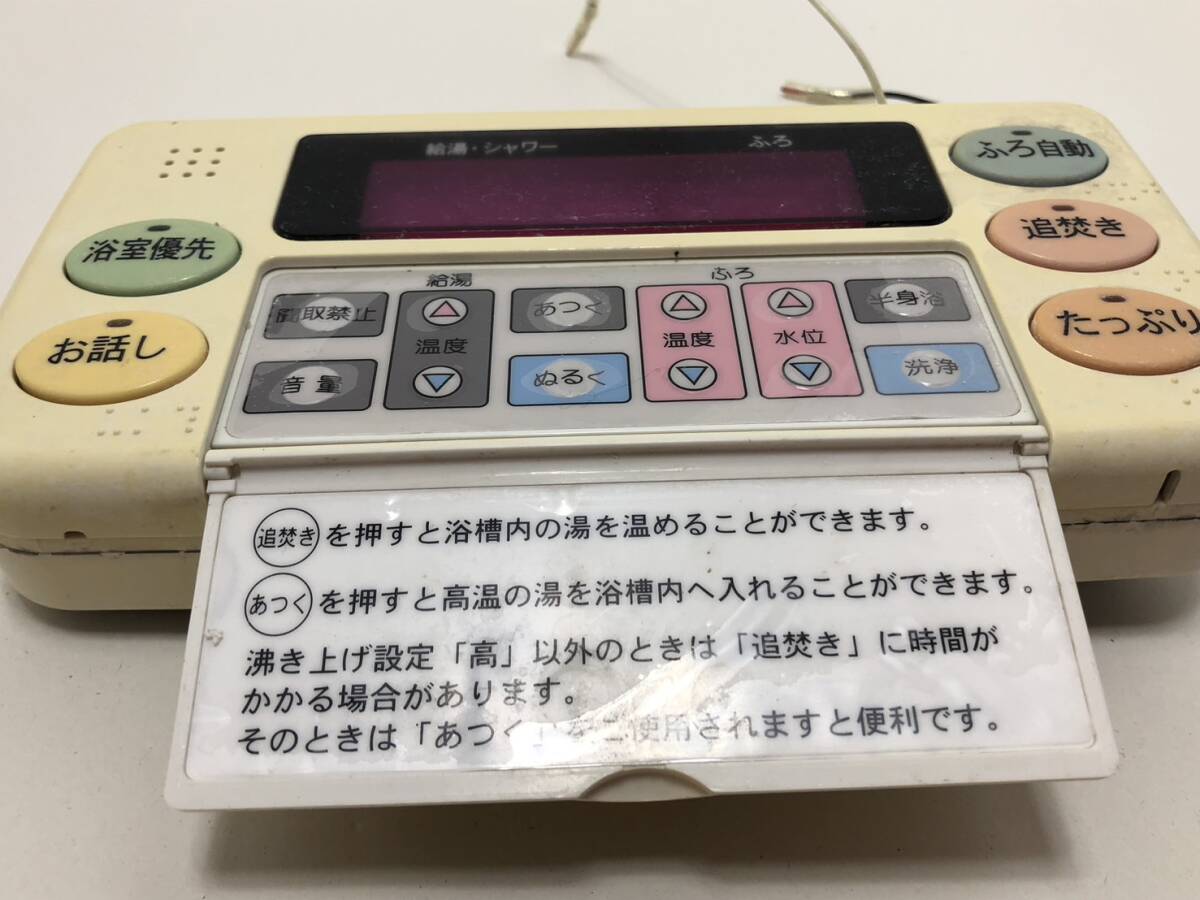 給湯・シャワー ふろ
ふろ自動
浴室優先
追焚き
お話し
たっぷり
給湯 ふろ
取禁止 あつく 半身浴
温度 温度 水位
音量 ぬるく 洗浄
追焚きを押すと浴槽内の湯を温めることができます。
あつくを押すと高温の湯を浴槽内へ入れることができます。
沸き上げ設定「高」以外のときは「追焚き」に時間が
かかる場合があります。
そのときは「あつく」をご使用されますと便利です。